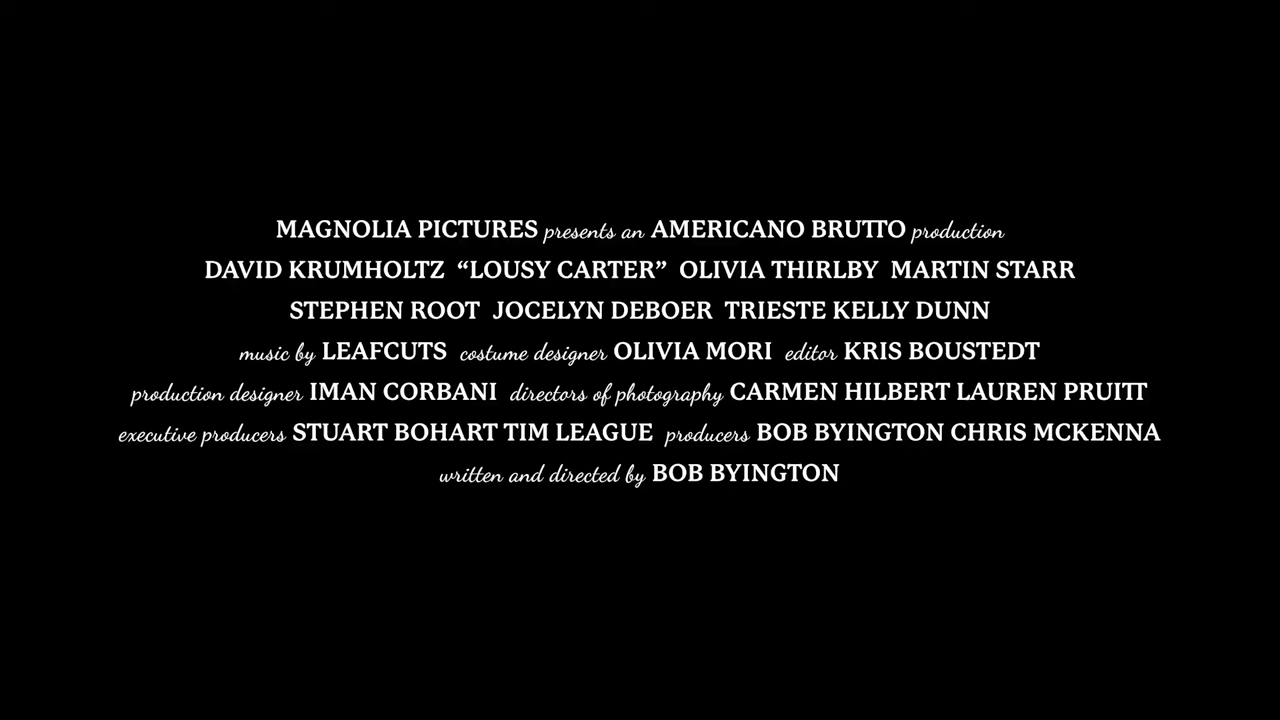 MAGNOLIA PICTURES presents an AMERICANO BRUTTO production
DAVID KRUMHOLTZ “LOUSY CARTER” OLIVIA THIRLBY MARTIN STARR
STEPHEN ROOT JOCELYN DEBOER TRIESTE KELLY DUNN
music by LEAFCUTS costume designer OLIVIA MORI editor KRIS BOUSTEDT
production designer IMAN CORBANI directors of photography CARMEN HILBERT LAUREN PRUITT
executive producers STUART BOHART TIM LEAGUE producers BOB BYINGTON CHRIS MCKENNA
written and directed by BOB BYINGTON